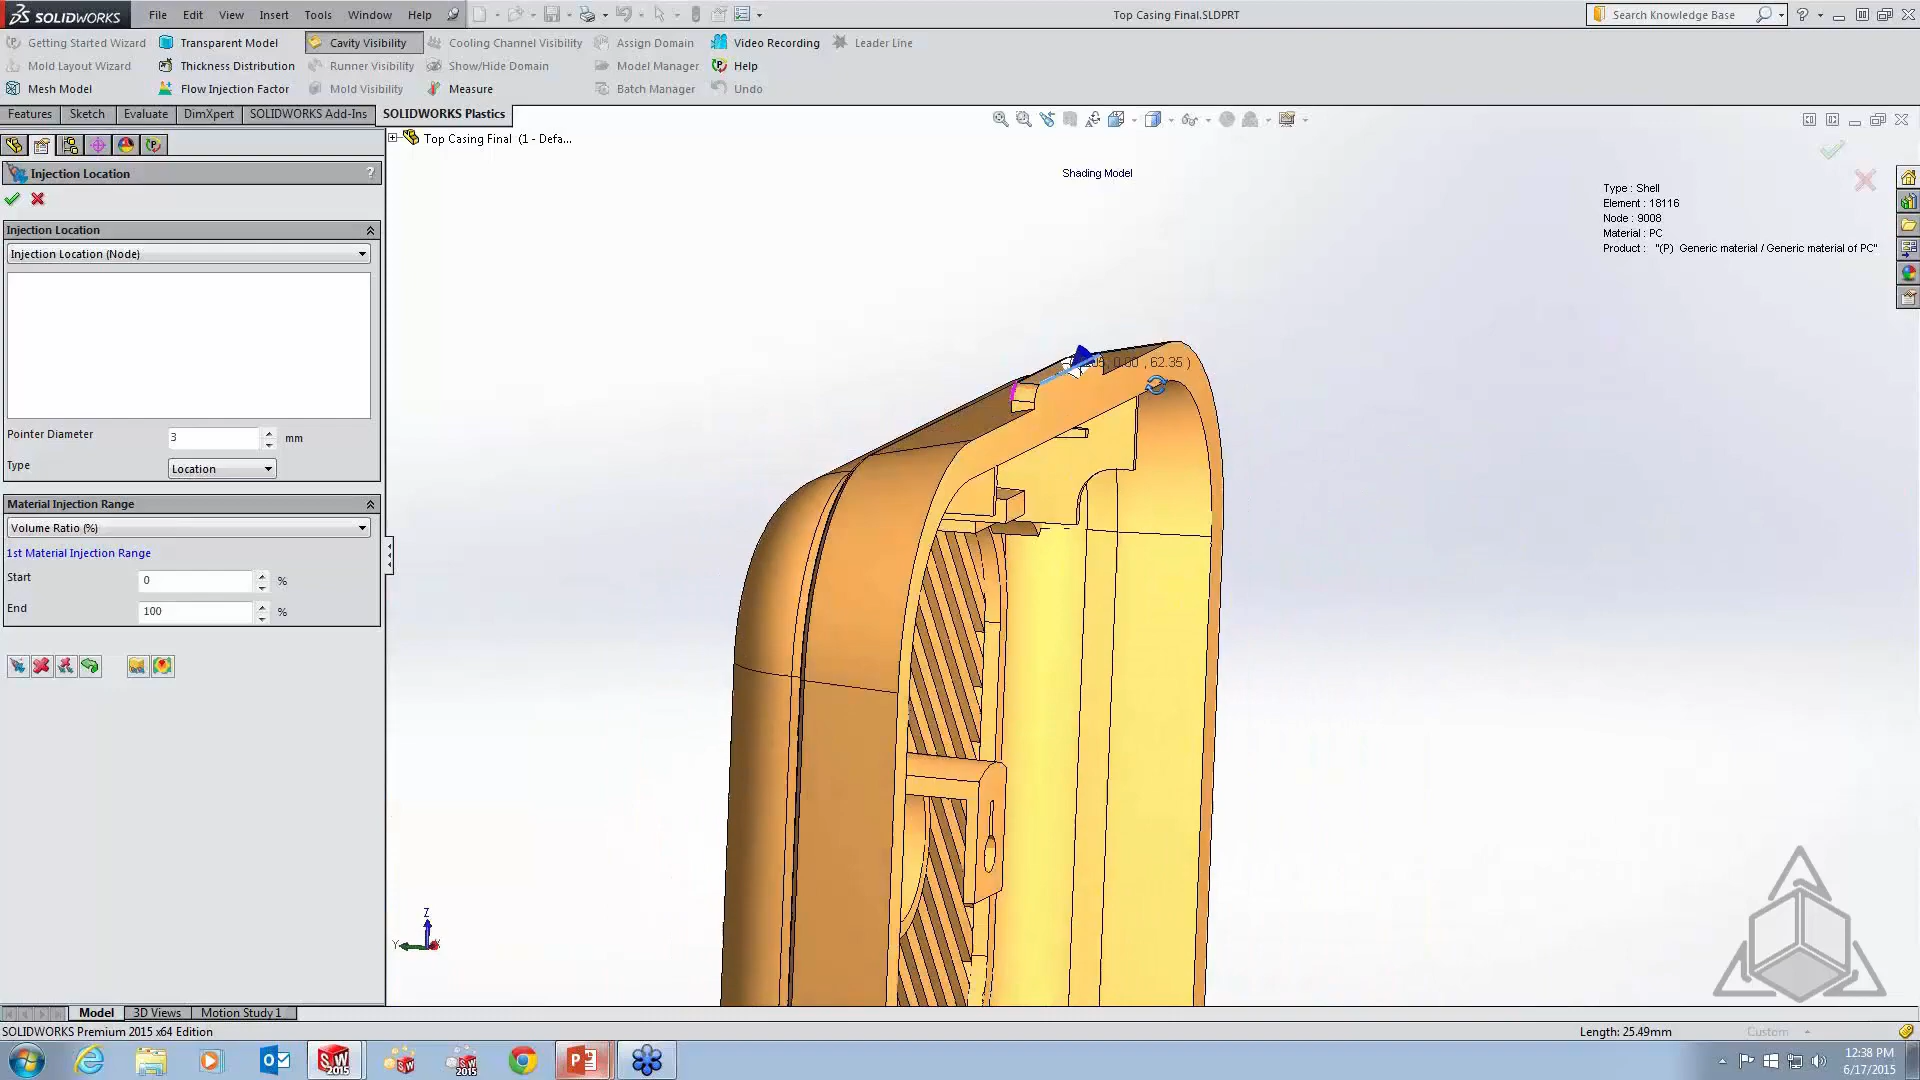 SOLIDWORKS File Edit View Insert Tools Window Help Top Casing Final.SLDPRT Search Knowledge Base
Getting Started Wizard Transparent Model Cavity Visibility Cooling Channel Visibility Assign Domain Video Recording Leader Line
Mold Layout Wizard Thickness Distribution Runner Visibility Show/Hide Domain Model Manager Help
Mesh Model Flow Injection Factor Mold Visibility Measure Batch Manager Undo
Features Sketch Evaluate DimXpert SOLIDWORKS Add-Ins SOLIDWORKS Plastics
Top Casing Final (1 - Defa...
Injection Location ?
Shading Model
Type : Shell
Element : 18116
Node : 9008
Material : PC
Product : "(P) Generic material / Generic material of PC"
Injection Location
Injection Location (Node)
Pointer Diameter 3 mm
Type Location
Material Injection Range
Volume Ratio (%)
1st Material Injection Range
Start 0 %
End 100 %
0.00 , 62.35 )
Z
Y
Model 3D Views Motion Study 1
SOLIDWORKS Premium 2015 x64 Edition Length: 25.49mm Custom
12:38 PM
6/17/2015